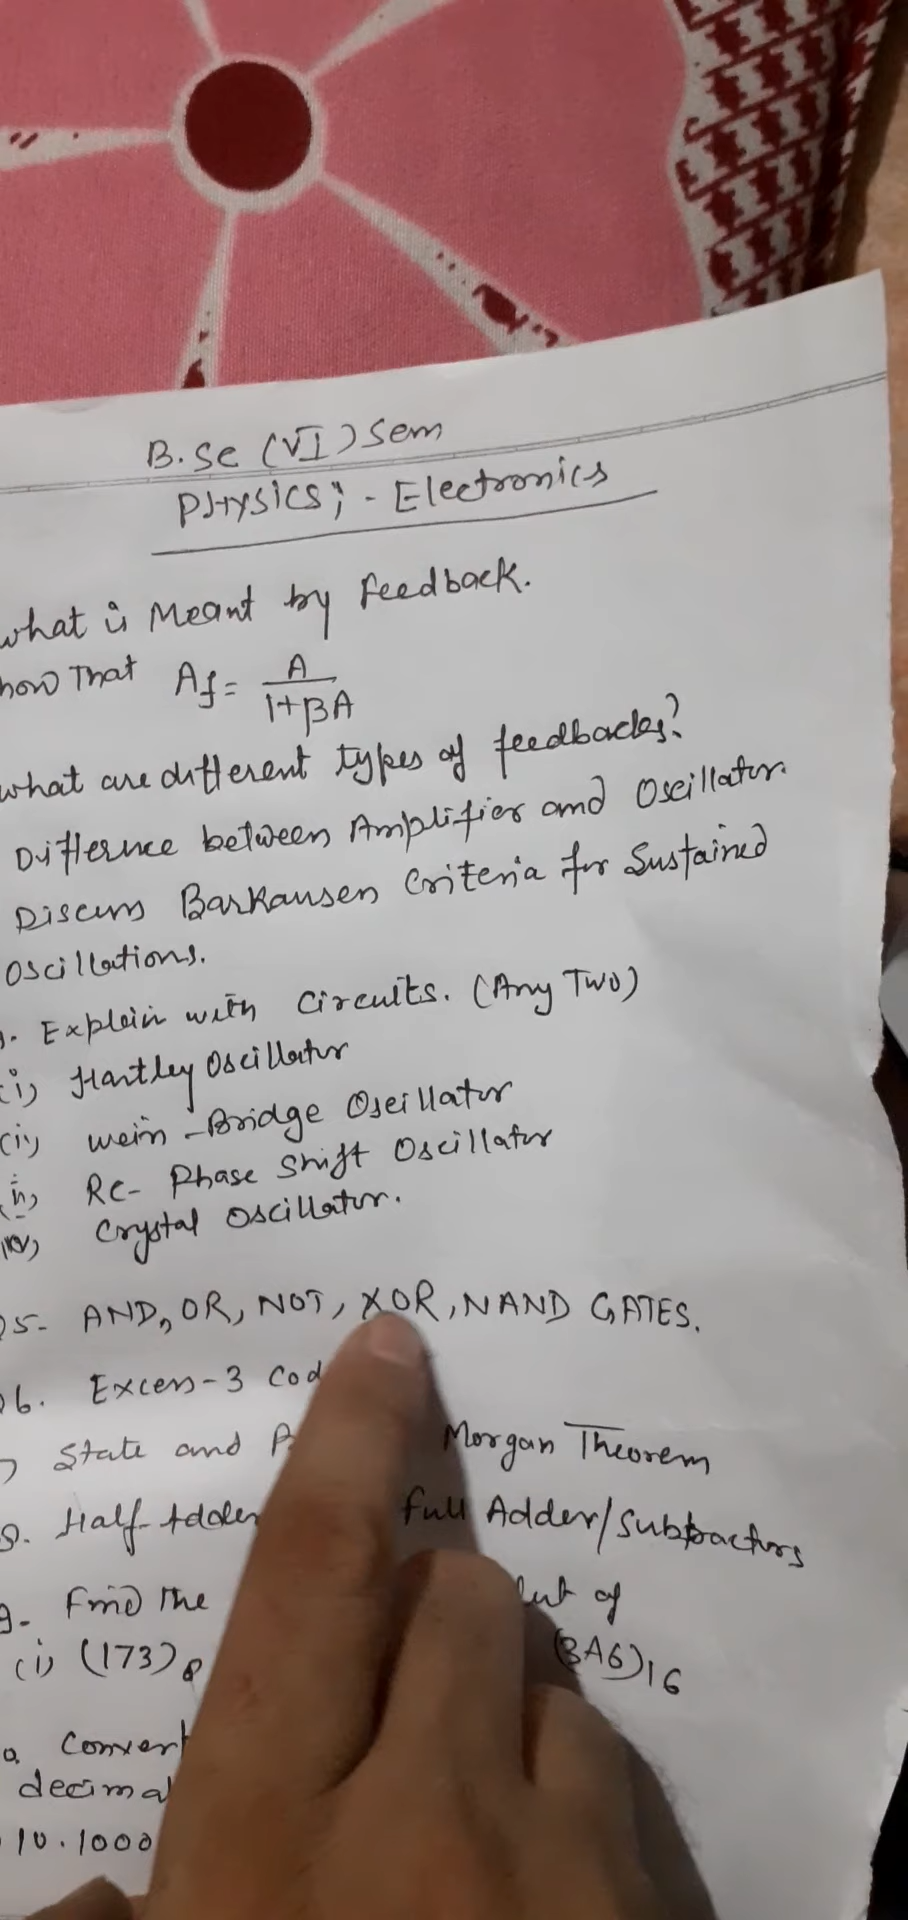 B.Sc (VI) Sem
PHYSICS; - Electronics
what is Meant by Feedback.
how That Af = A / 1+βA
what are different types of feedbacks?
Difference between Amplifier and Oscillator.
Discuss Barkausen Criteria for Sustained
Oscillations.
Explain with Circuits. (Any Two)
(i) Hartley Oscillator
(ii) wein-Bridge Oscillator
RC- Phase Shift Oscillator
Crystal Oscillator.
5- AND, OR, NOT, XOR, NAND GATES.
6. Excess-3 Cod
State and Morgan Theorem
8. Half Adder Full Adder/Subtractors
9- Find The of
(i) (173)8 (3A6)16
Convert
decimal
10.1000